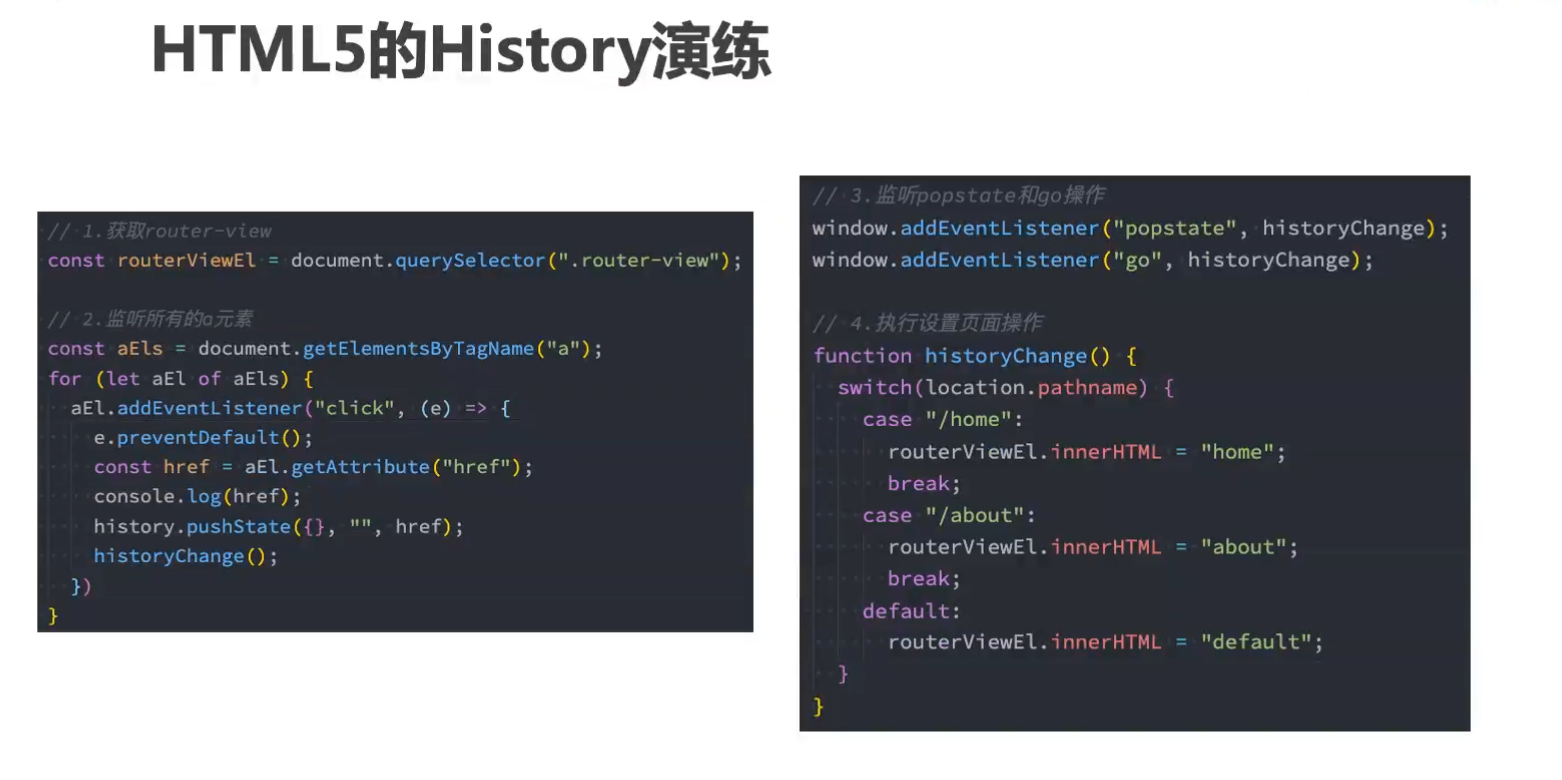 HTML5的History演练
// 1.获取router-view
const routerViewEl = document.querySelector(".router-view");
// 2.监听所有的a元素
const aEls = document.getElementsByTagName("a");
for (let aEl of aEls) {
  aEl.addEventListener("click", (e) => {
    e.preventDefault();
    const href = aEl.getAttribute("href");
    console.log(href);
    history.pushState({}, "", href);
    historyChange();
  })
}
// 3.监听popstate和go操作
window.addEventListener("popstate", historyChange);
window.addEventListener("go", historyChange);
// 4.执行设置页面操作
function historyChange() {
  switch(location.pathname) {
    case "/home":
      routerViewEl.innerHTML = "home";
      break;
    case "/about":
      routerViewEl.innerHTML = "about";
      break;
    default:
      routerViewEl.innerHTML = "default";
  }
}